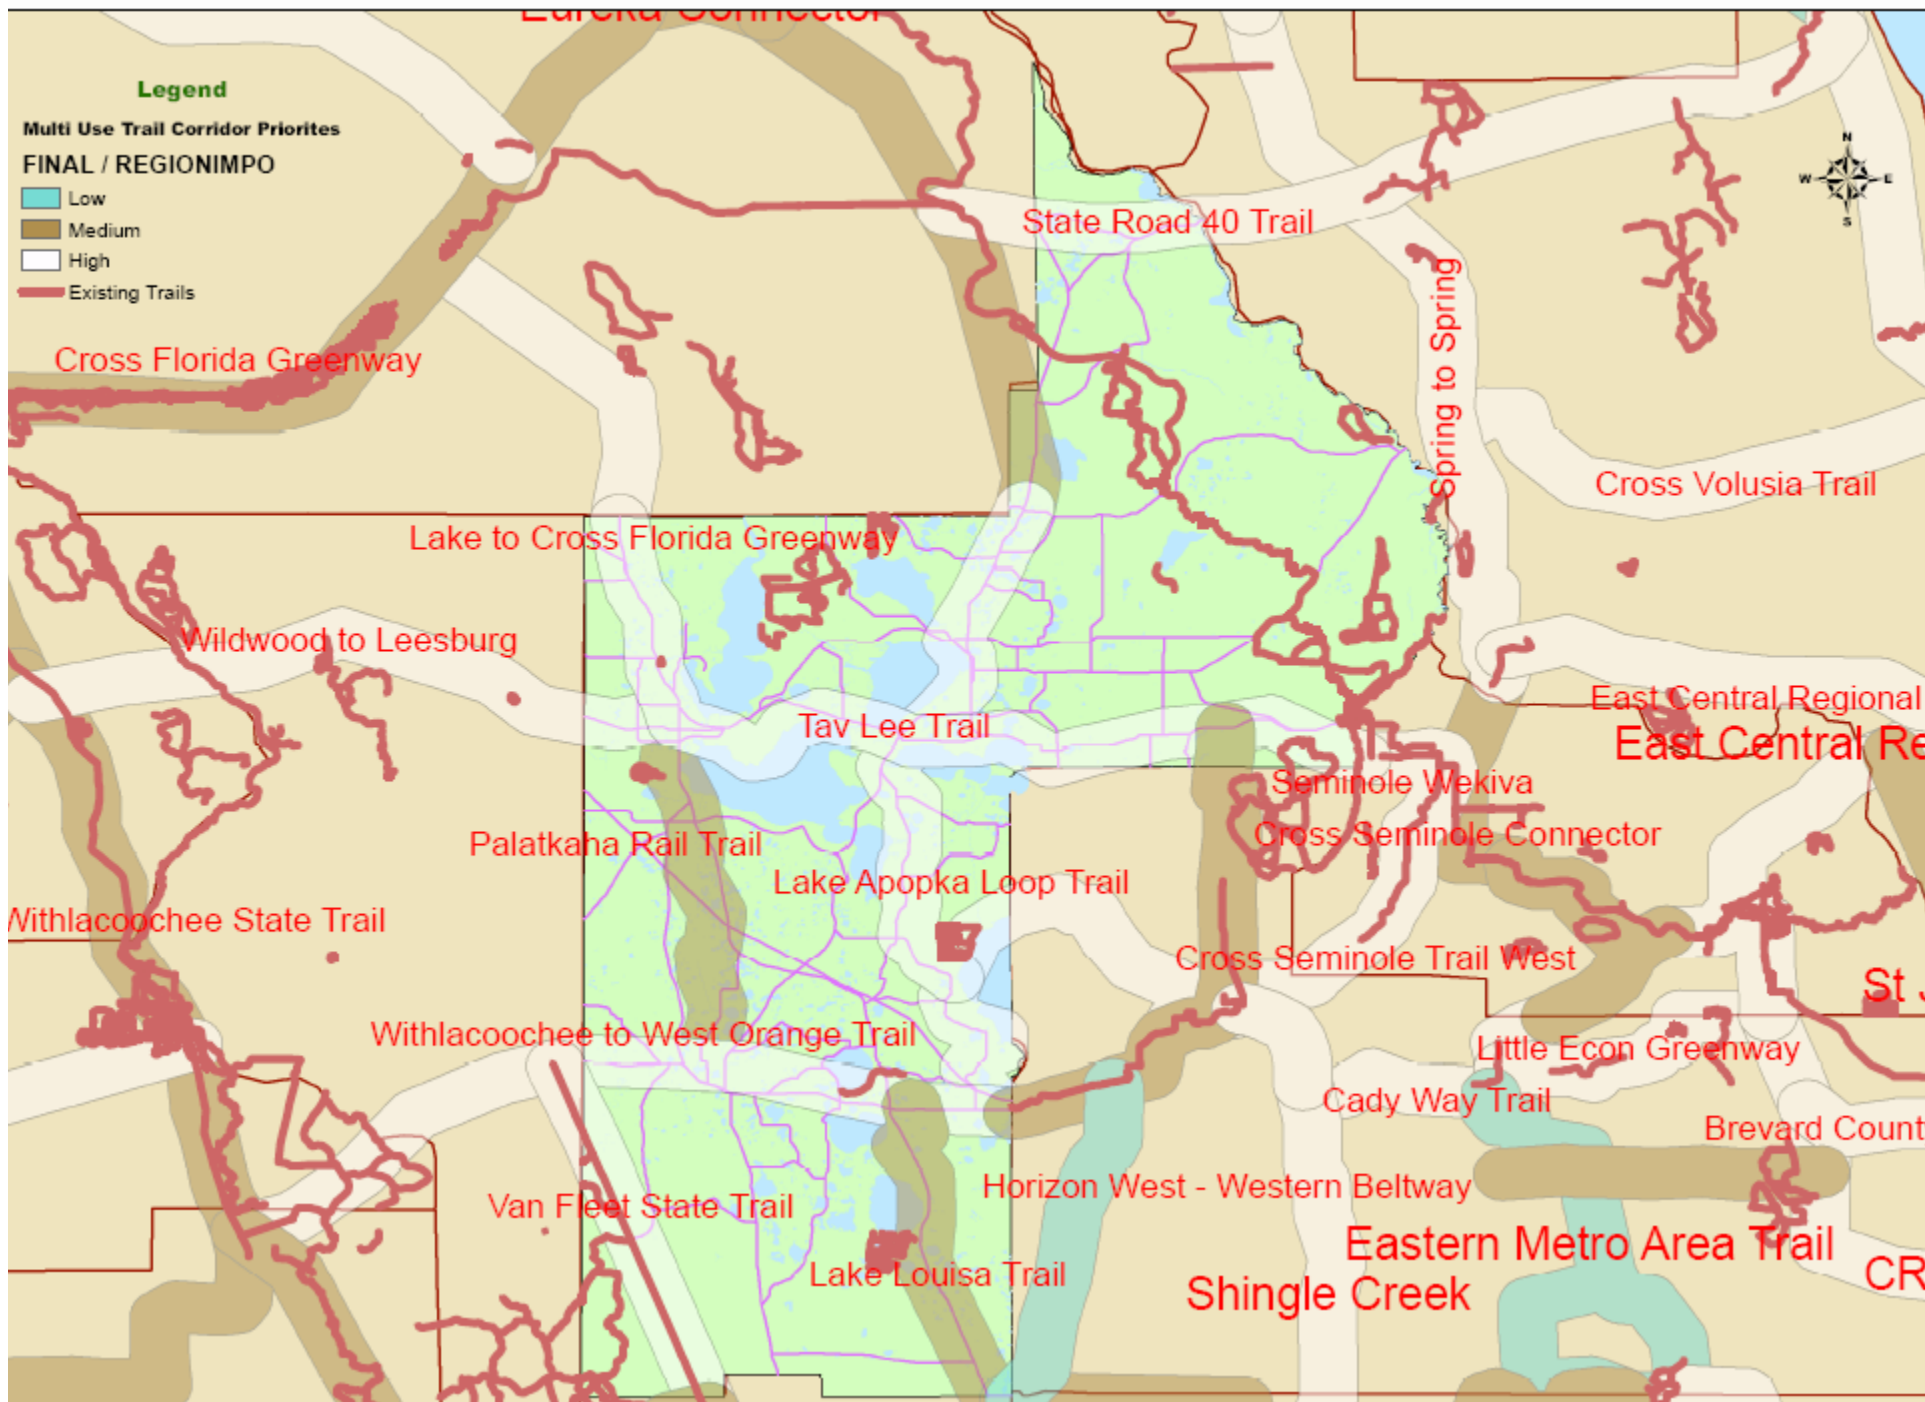 Eureka Connector
Legend
Multi Use Trail Corridor Priorites
FINAL / REGIONIMPO
Low
Medium
High
Existing Trails
N
W
E
S
State Road 40 Trail
Spring to Spring
Cross Florida Greenway
Cross Volusia Trail
Lake to Cross Florida Greenway
Wildwood to Leesburg
East Central Regional
Tav Lee Trail
East Central Re
Seminole Wekiva
Palatkaha Rail Trail
Cross Seminole Connector
Lake Apopka Loop Trail
Withlacoochee State Trail
Cross Seminole Trail West
St J
Withlacoochee to West Orange Trail
Little Econ Greenway
Cady Way Trail
Brevard Count
Horizon West - Western Beltway
Van Fleet State Trail
Eastern Metro Area Trail
Lake Louisa Trail
CR
Shingle Creek